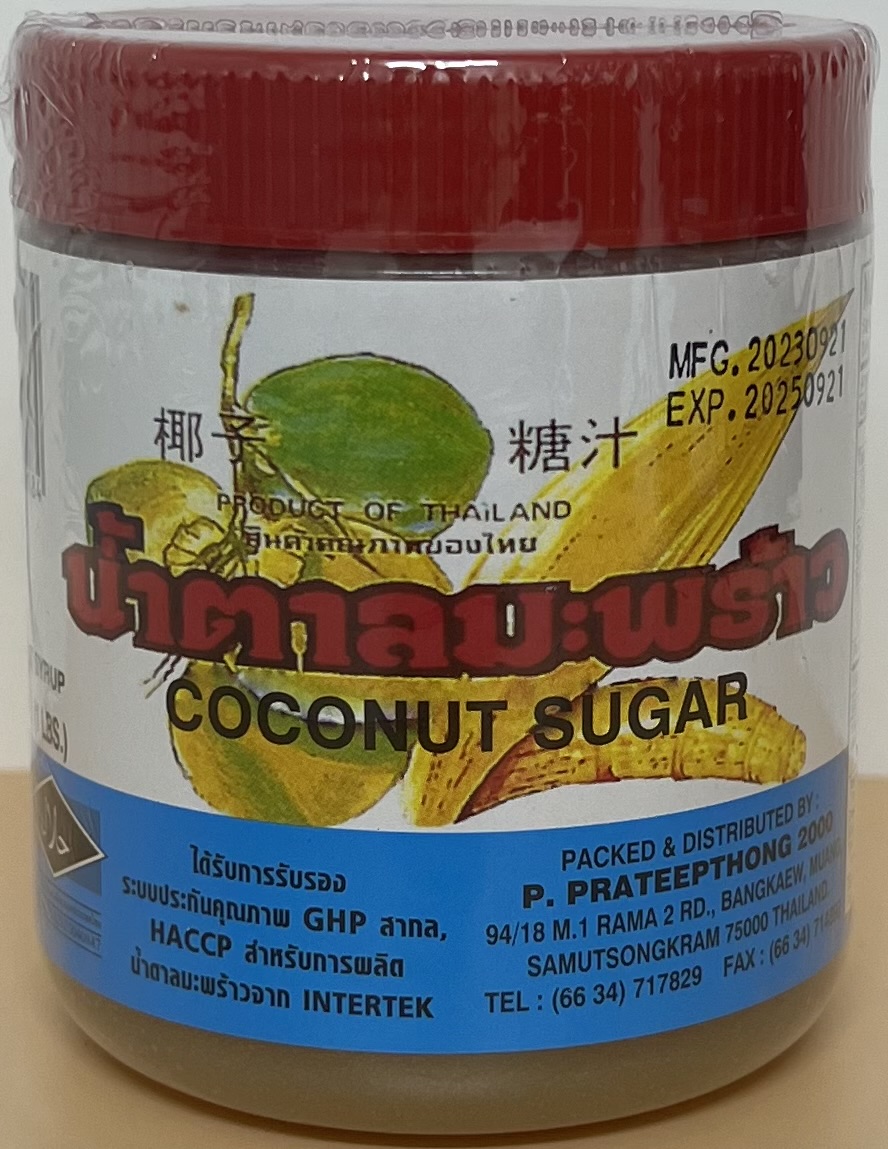 MFG. 20230921
EXP. 20250921
椰子 糖汁
PRODUCT OF THAILAND
สินค้าคุณภาพของไทย
น้ำตาลมะพร้าว
COCONUT SUGAR
SYRUP
LBS.)
ได้รับการรับรอง
ระบบประกันคุณภาพ GHP สากล,
HACCP สำหรับการผลิต
น้ำตาลมะพร้าวจาก INTERTEK
PACKED & DISTRIBUTED BY :
P. PRATEEPTHONG 2000
94/18 M.1 RAMA 2 RD., BANGKAEW, MUANG
SAMUTSONGKRAM 75000 THAILAND.
TEL : (66 34) 717829 FAX : (66 34)